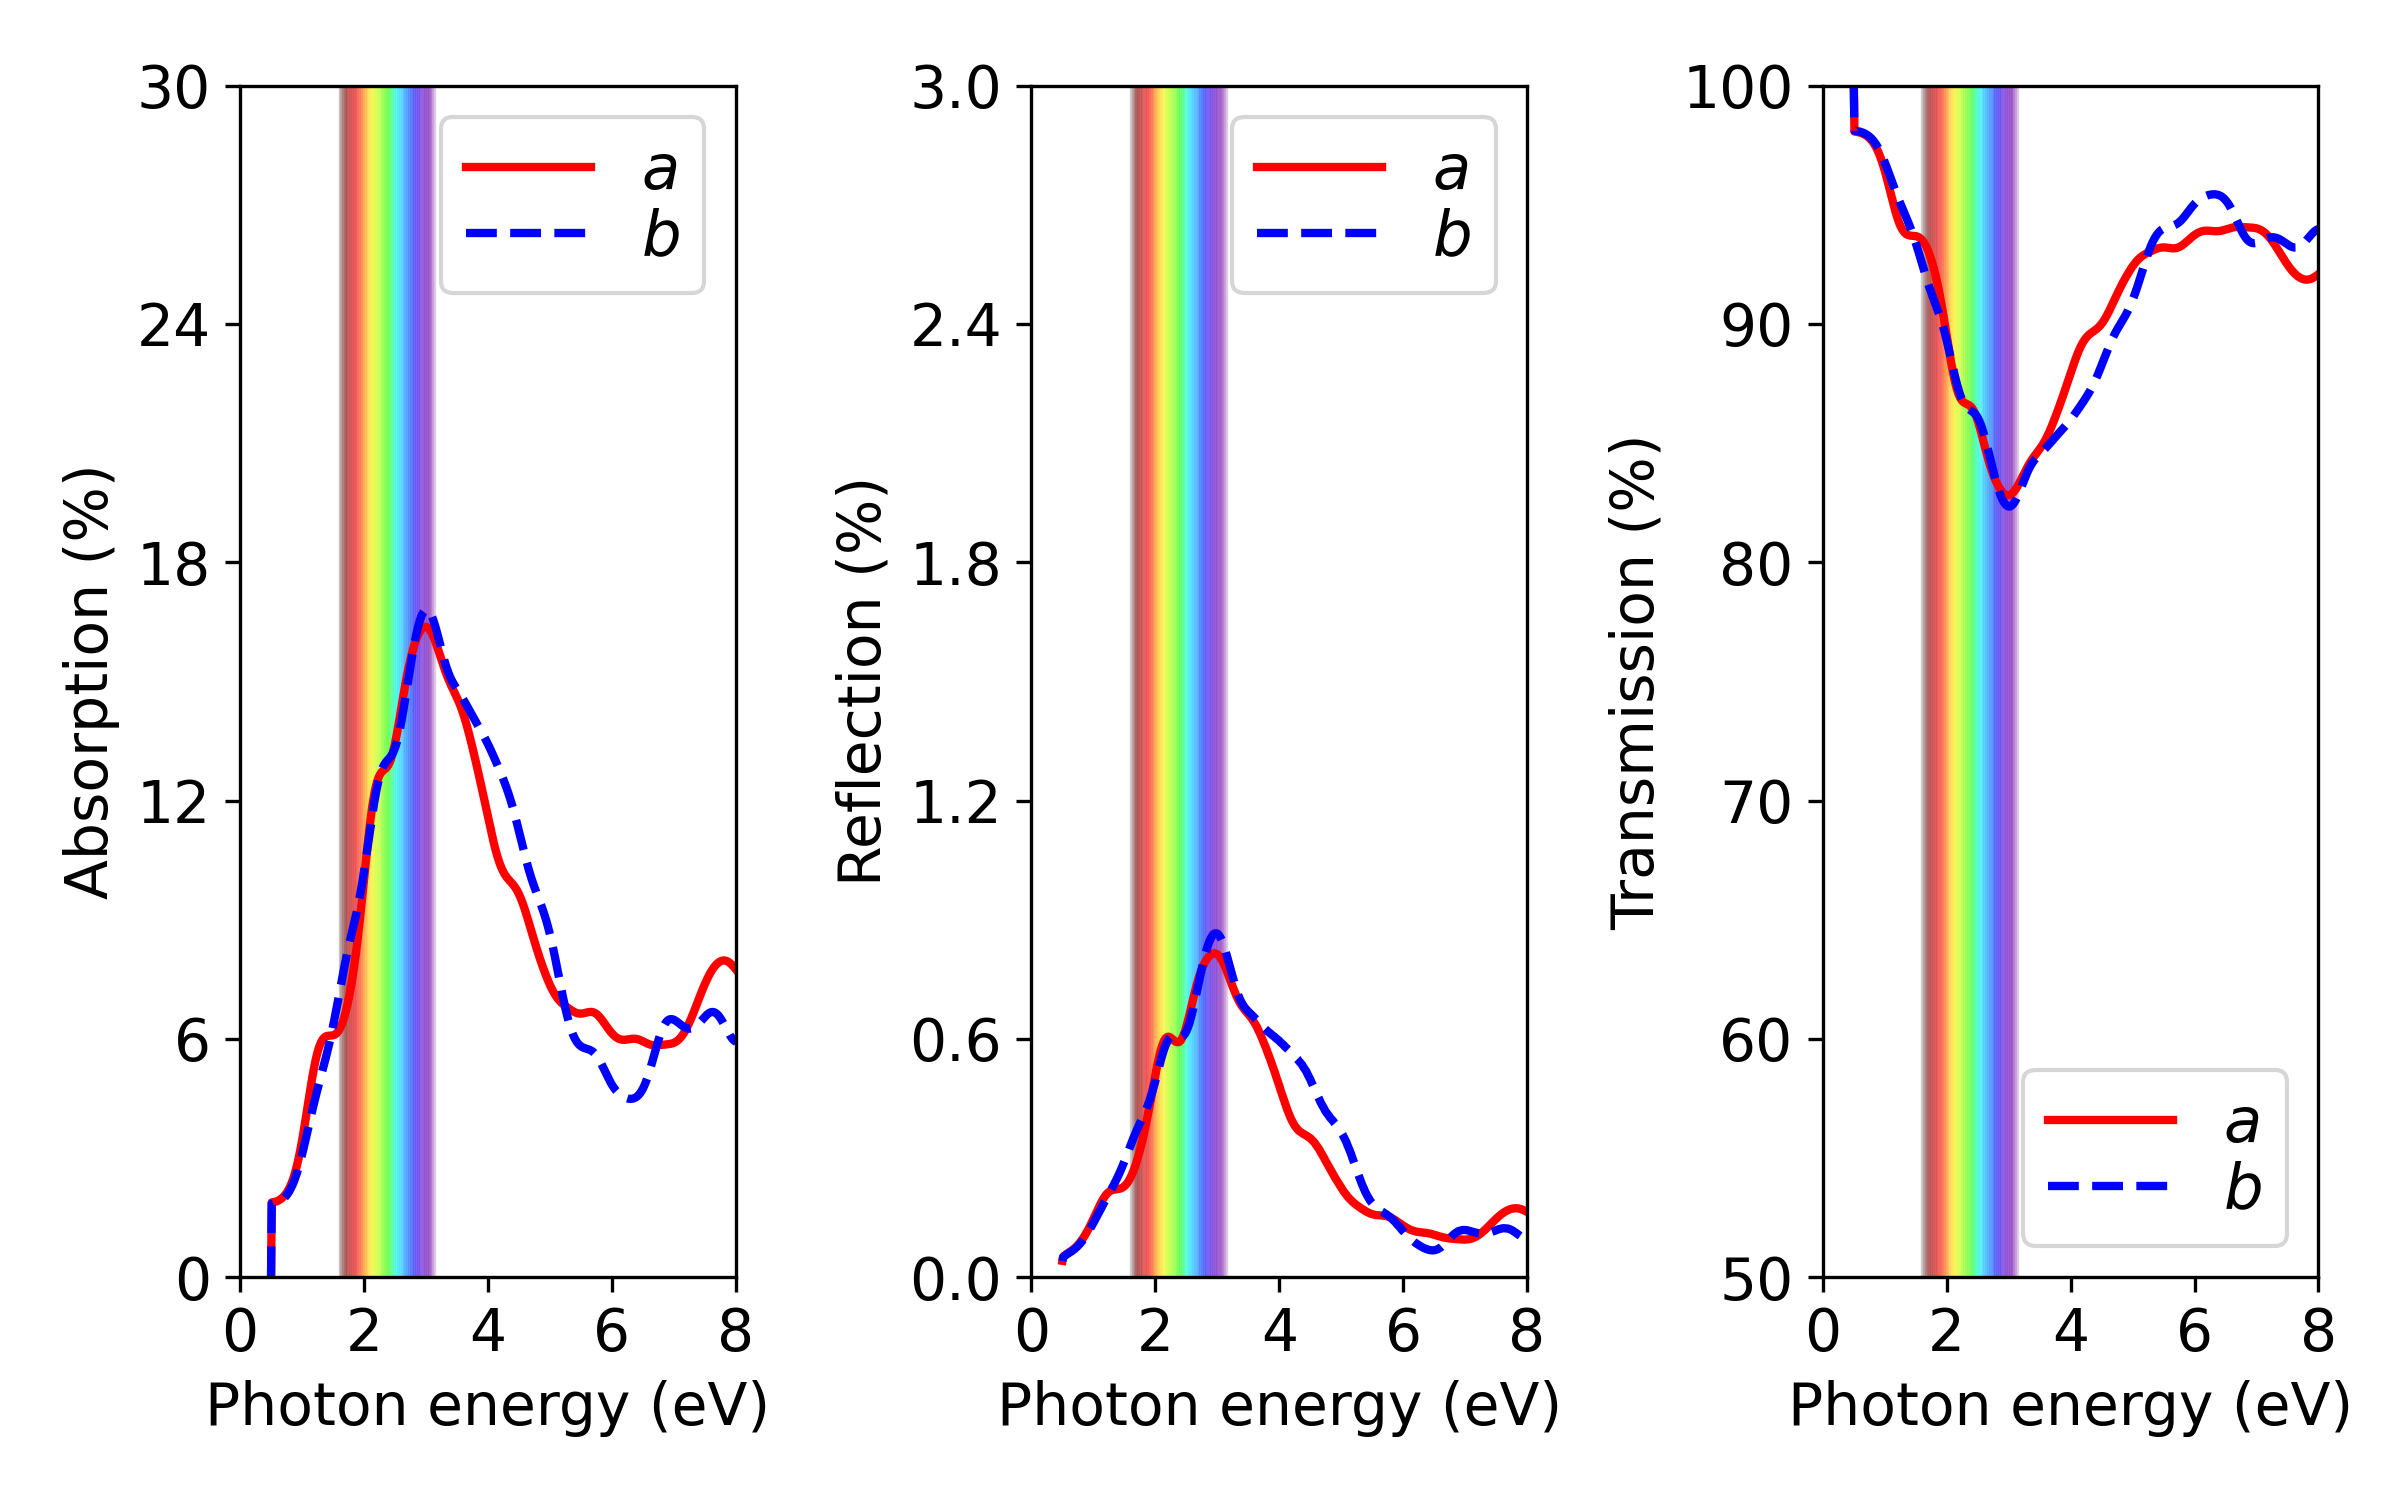 30
24
18
12
6
0
0 2 4 6 8
Absorption (%)
Photon energy (eV)
a
b
3.0
2.4
1.8
1.2
0.6
0.0
0 2 4 6 8
Reflection (%)
Photon energy (eV)
a
b
100
90
80
70
60
50
0 2 4 6 8
Transmission (%)
Photon energy (eV)
a
b